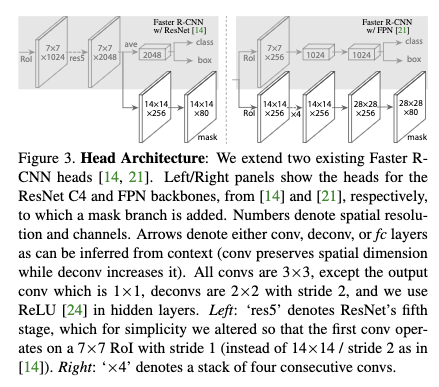 Faster R-CNN
w/ ResNet [14]
RoI
7×7
×1024
res5
7×7
×2048
ave
2048
class
box
14×14
×256
14×14
×80
mask
Faster R-CNN
w/ FPN [21]
RoI
7×7
×256
1024
1024
class
box
RoI
14×14
×256
×4
14×14
×256
28×28
×256
28×28
×80
mask
Figure 3. Head Architecture: We extend two existing Faster R-
CNN heads [14, 21]. Left/Right panels show the heads for the
ResNet C4 and FPN backbones, from [14] and [21], respectively,
to which a mask branch is added. Numbers denote spatial resolu-
tion and channels. Arrows denote either conv, deconv, or fc layers
as can be inferred from context (conv preserves spatial dimension
while deconv increases it). All convs are 3×3, except the output
conv which is 1×1, deconvs are 2×2 with stride 2, and we use
ReLU [24] in hidden layers. Left: ‘res5’ denotes ResNet’s fifth
stage, which for simplicity we altered so that the first conv oper-
ates on a 7×7 RoI with stride 1 (instead of 14×14 / stride 2 as in
[14]). Right: ‘×4’ denotes a stack of four consecutive convs.